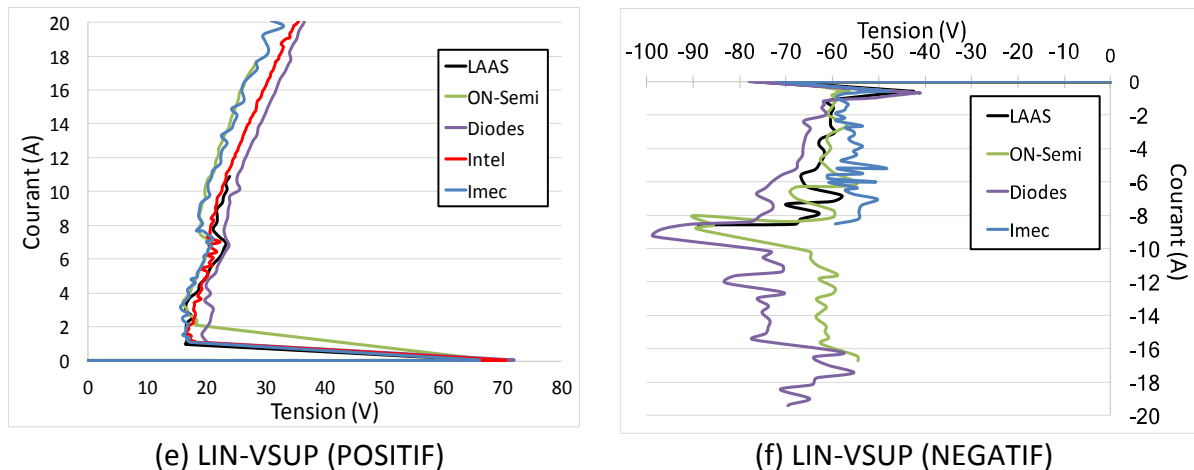 20
18
16
14
12
10
8
6
4
2
0
0 10 20 30 40 50 60 70 80
Courant (A)
Tension (V)
LAAS
ON-Semi
Diodes
Intel
Imec
(e) LIN-VSUP (POSITIF)
Tension (V)
-100 -80 -60 -50 -40 -20 -10 0
0
-2
-4
-6
-8
-10
-12
-14
-16
-18
-20
Courant (A)
LAAS
ON-Semi
Diodes
Imec
(f) LIN-VSUP (NEGATIF)